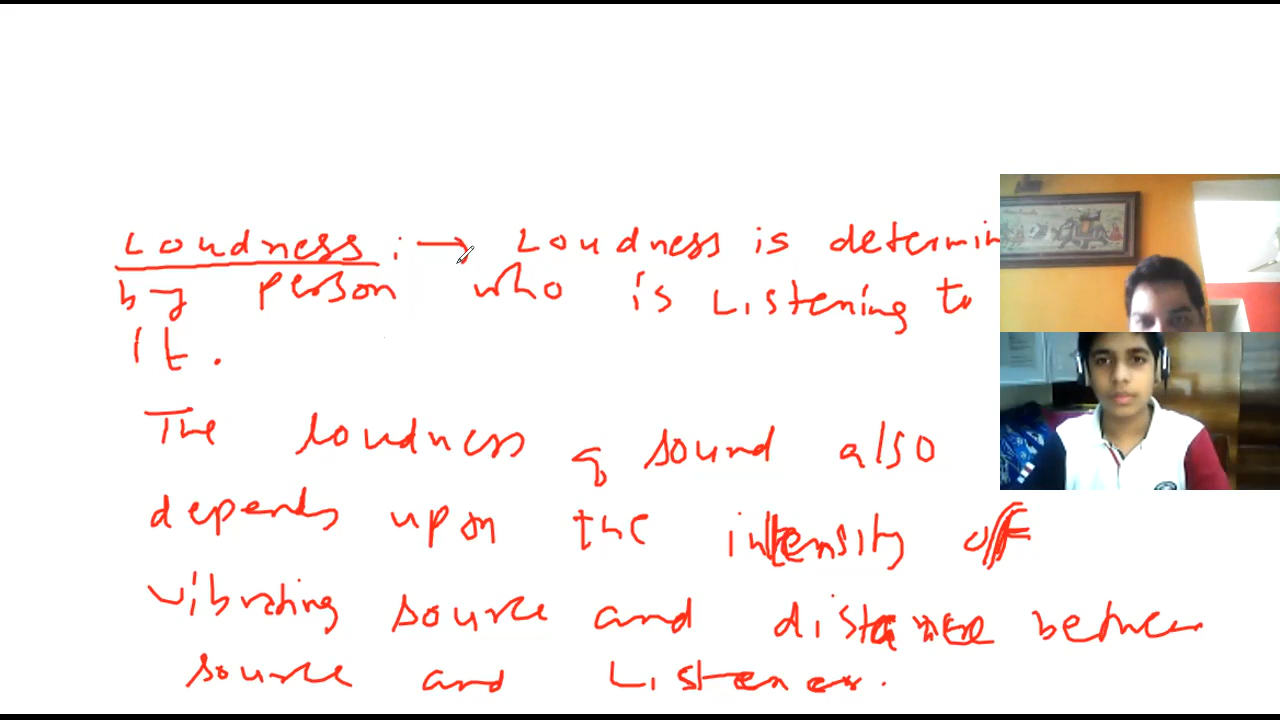 Loudness : → Loudness is determin
by person who is Listening to
it.
The loudness of sound also
depends upon the intensity of
vibrating source and distance between
source and Listener.